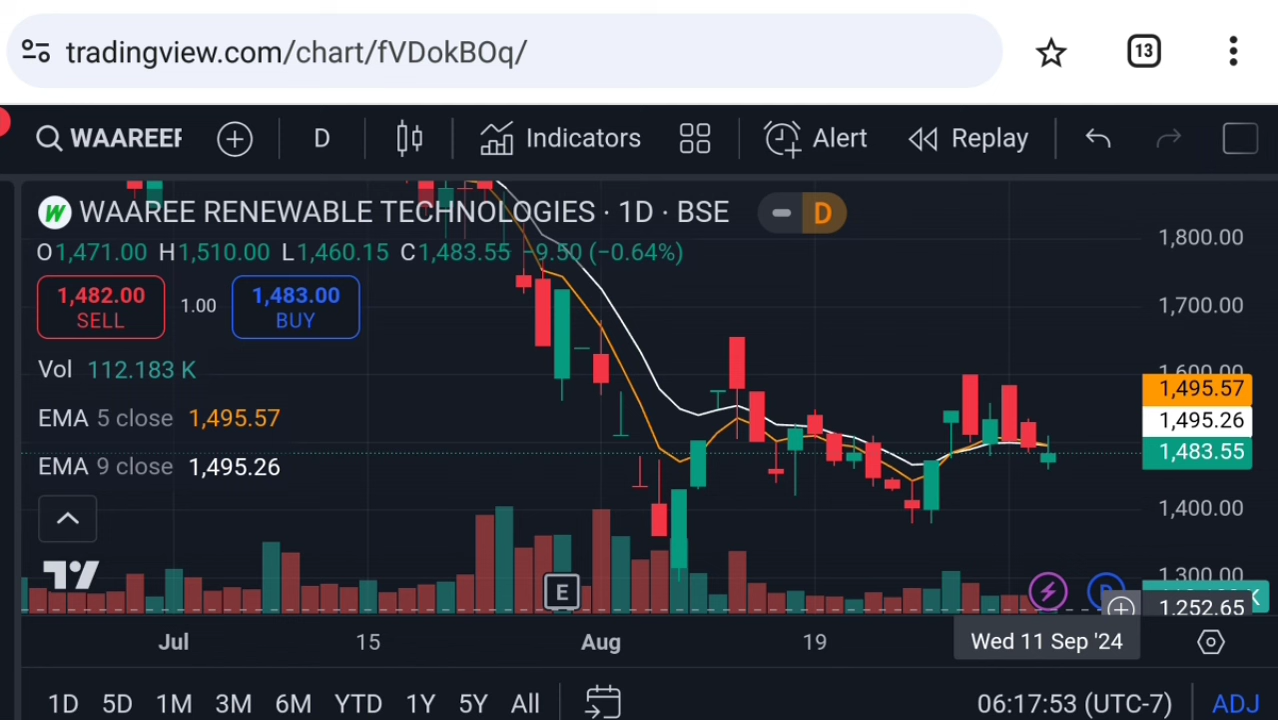 tradingview.com/chart/fVDokBOq/ 13
WAAREEF D Indicators Alert Replay
WAAREE RENEWABLE TECHNOLOGIES · 1D · BSE D
O1,471.00 H1,510.00 L1,460.15 C1,483.55 −9.50 (−0.64%)
1,482.00 1.00 1,483.00
SELL BUY
Vol 112.183 K
EMA 5 close 1,495.57
EMA 9 close 1,495.26
1,800.00
1,700.00
1,600.00
1,495.57
1,495.26
1,483.55
1,400.00
1,300.00
K
1,252.65
E
Jul 15 Aug 19 Wed 11 Sep '24
1D 5D 1M 3M 6M YTD 1Y 5Y All 06:17:53 (UTC-7) ADJ